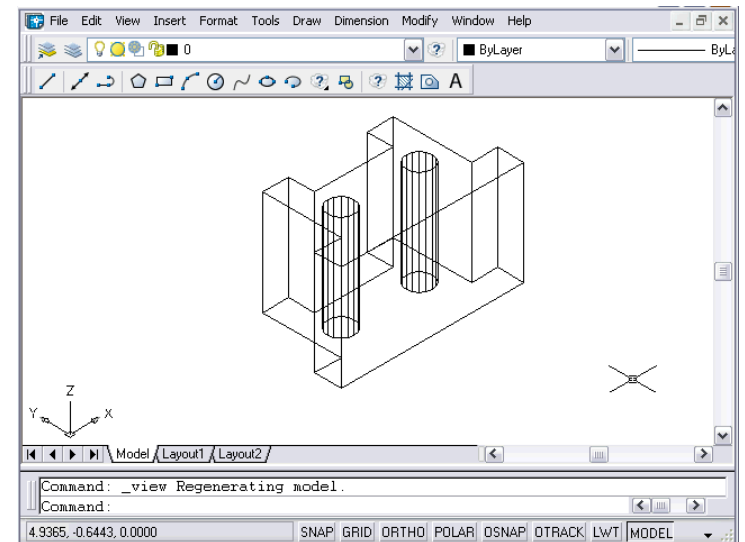 File Edit View Insert Format Tools Draw Dimension Modify Window Help
0 ByLayer ByLa
A
Z
Y X
Model Layout1 Layout2
Command: _view Regenerating model.
Command:
4.9365, -0.6443, 0.0000 SNAP GRID ORTHO POLAR OSNAP OTRACK LWT MODEL